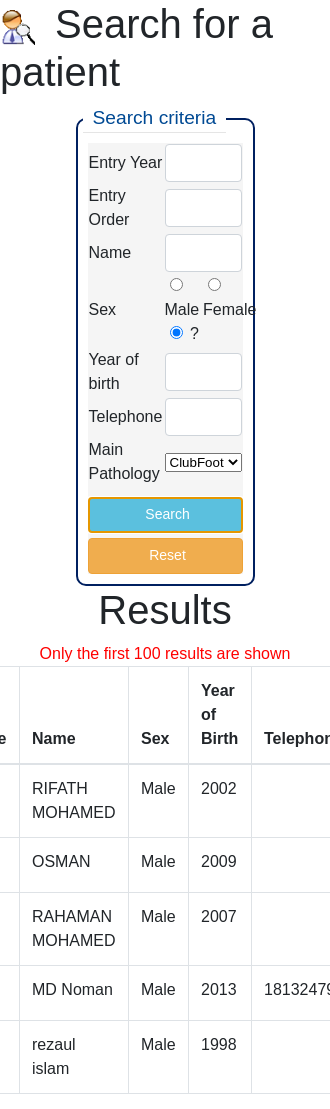 Search for a
patient
Search criteria
Entry Year
Entry
Order
Name
Sex
Male Female
?
Year of
birth
Telephone
Main
Pathology
ClubFoot
Search
Reset
Results
Only the first 100 results are shown
Name Sex Year of Birth
RIFATH MOHAMED Male 2002
OSMAN Male 2009
RAHAMAN MOHAMED Male 2007
MD Noman Male 2013
rezaul islam Male 1998